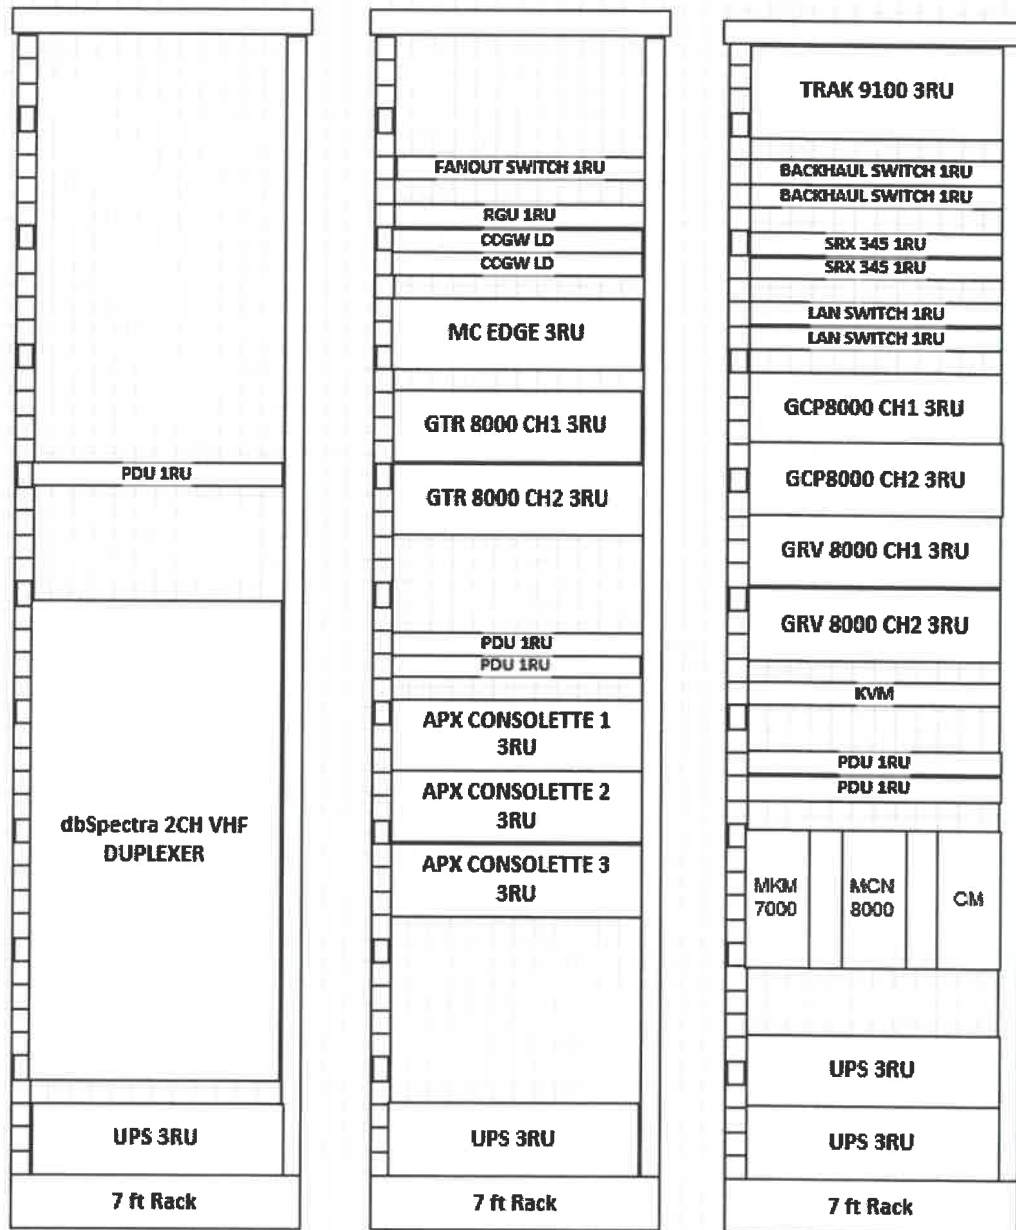 PDU 1RU
dbSpectra 2CH VHF
DUPLEXER
UPS 3RU
7 ft Rack
FANOUT SWITCH 1RU
RGU 1RU
CCGW LD
CCGW LD
MC EDGE 3RU
GTR 8000 CH1 3RU
GTR 8000 CH2 3RU
PDU 1RU
PDU 1RU
APX CONSOLETTE 1
3RU
APX CONSOLETTE 2
3RU
APX CONSOLETTE 3
3RU
UPS 3RU
7 ft Rack
TRAK 9100 3RU
BACKHAUL SWITCH 1RU
BACKHAUL SWITCH 1RU
SRX 345 1RU
SRX 345 1RU
LAN SWITCH 1RU
LAN SWITCH 1RU
GCP8000 CH1 3RU
GCP8000 CH2 3RU
GRV 8000 CH1 3RU
GRV 8000 CH2 3RU
KVM
PDU 1RU
PDU 1RU
MKM
7000
MCN
8000
CM
UPS 3RU
UPS 3RU
7 ft Rack